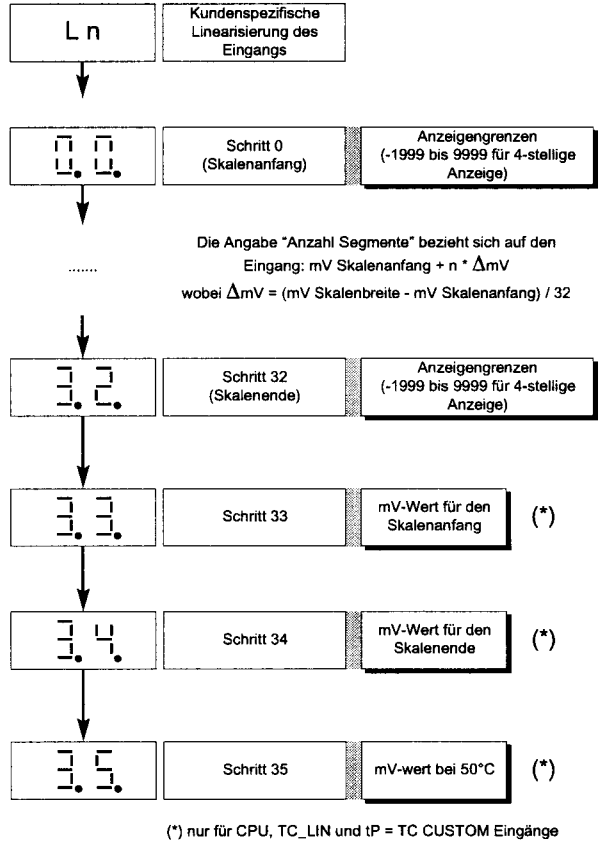 Ln
Kundenspezifische
Linearisierung des
Eingangs
0.0.
Schritt 0
(Skalenanfang)
Anzeigengrenzen
(-1999 bis 9999 für 4-stellige
Anzeige)
.......
Die Angabe "Anzahl Segmente" bezieht sich auf den
Eingang: mV Skalenanfang + n * ΔmV
wobei ΔmV = (mV Skalenbreite - mV Skalenanfang) / 32
3.2.
Schritt 32
(Skalenende)
Anzeigengrenzen
(-1999 bis 9999 für 4-stellige
Anzeige)
3.3.
Schritt 33
mV-Wert für den
Skalenanfang
(*)
3.4.
Schritt 34
mV-Wert für den
Skalenende
(*)
3.5.
Schritt 35
mV-wert bei 50°C
(*)
(*) nur für CPU, TC_LIN und tP = TC CUSTOM Eingänge